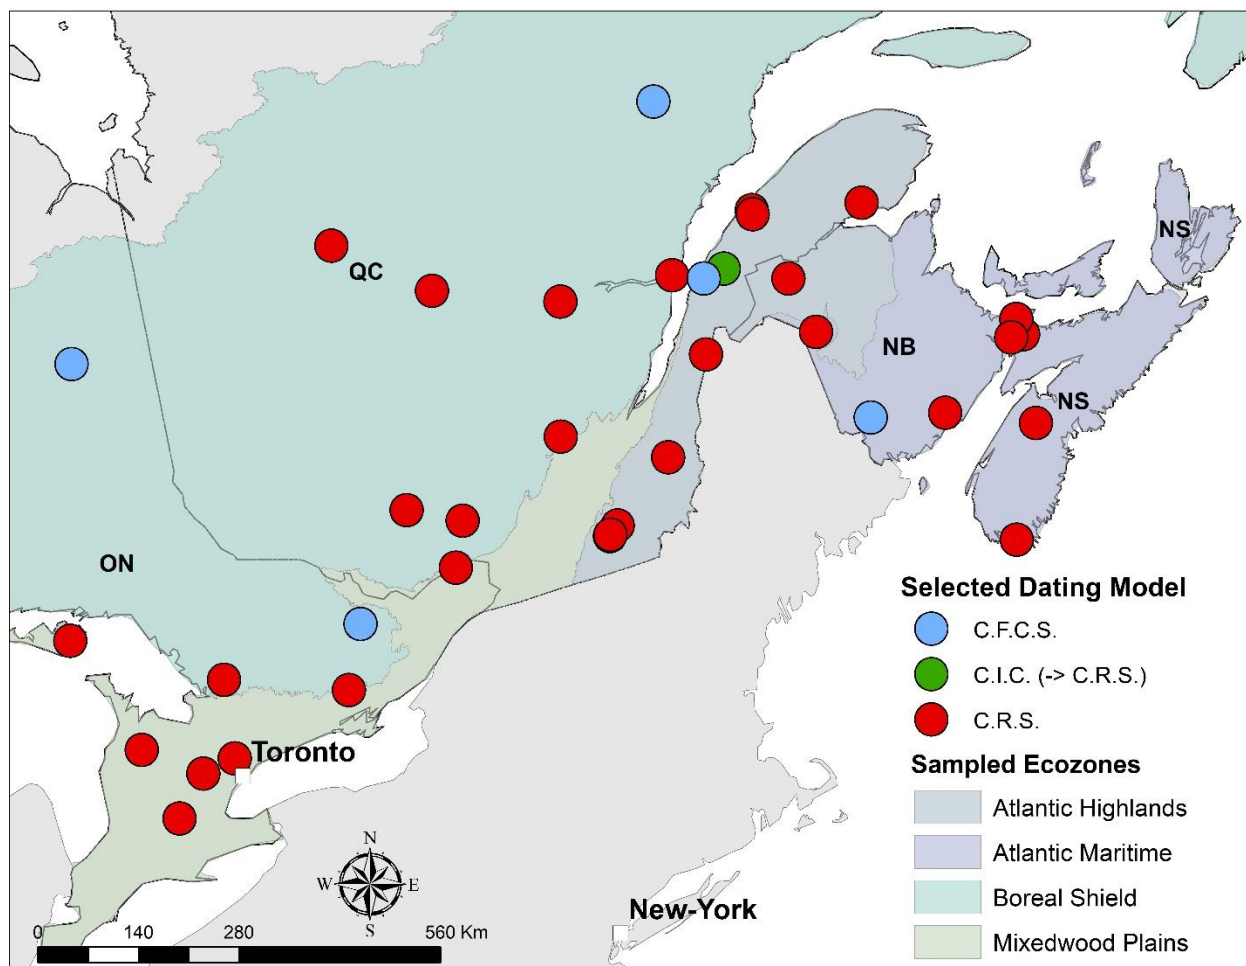 NS
QC
NB
NS
ON
Selected Dating Model
C.F.C.S.
C.I.C. (-> C.R.S.)
C.R.S.
Toronto
Sampled Ecozones
Atlantic Highlands
N
Atlantic Maritime
W E
Boreal Shield
New-York
S
0 140 280 560 Km
Mixedwood Plains